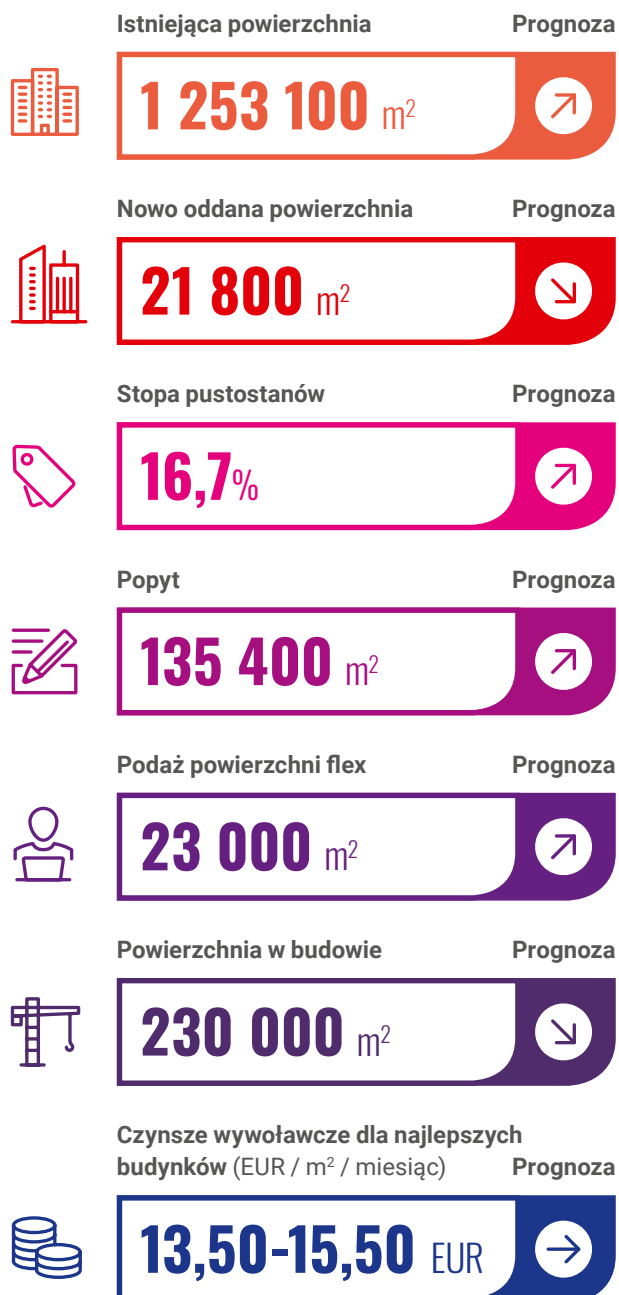 Istniejąca powierzchnia Prognoza
1 253 100 m²
Nowo oddana powierzchnia Prognoza
21 800 m²
Stopa pustostanów Prognoza
16,7%
Popyt Prognoza
135 400 m²
Podaż powierzchni flex Prognoza
23 000 m²
Powierzchnia w budowie Prognoza
230 000 m²
Czynsze wywoławcze dla najlepszych
budynków (EUR / m² / miesiąc) Prognoza
13,50-15,50 EUR